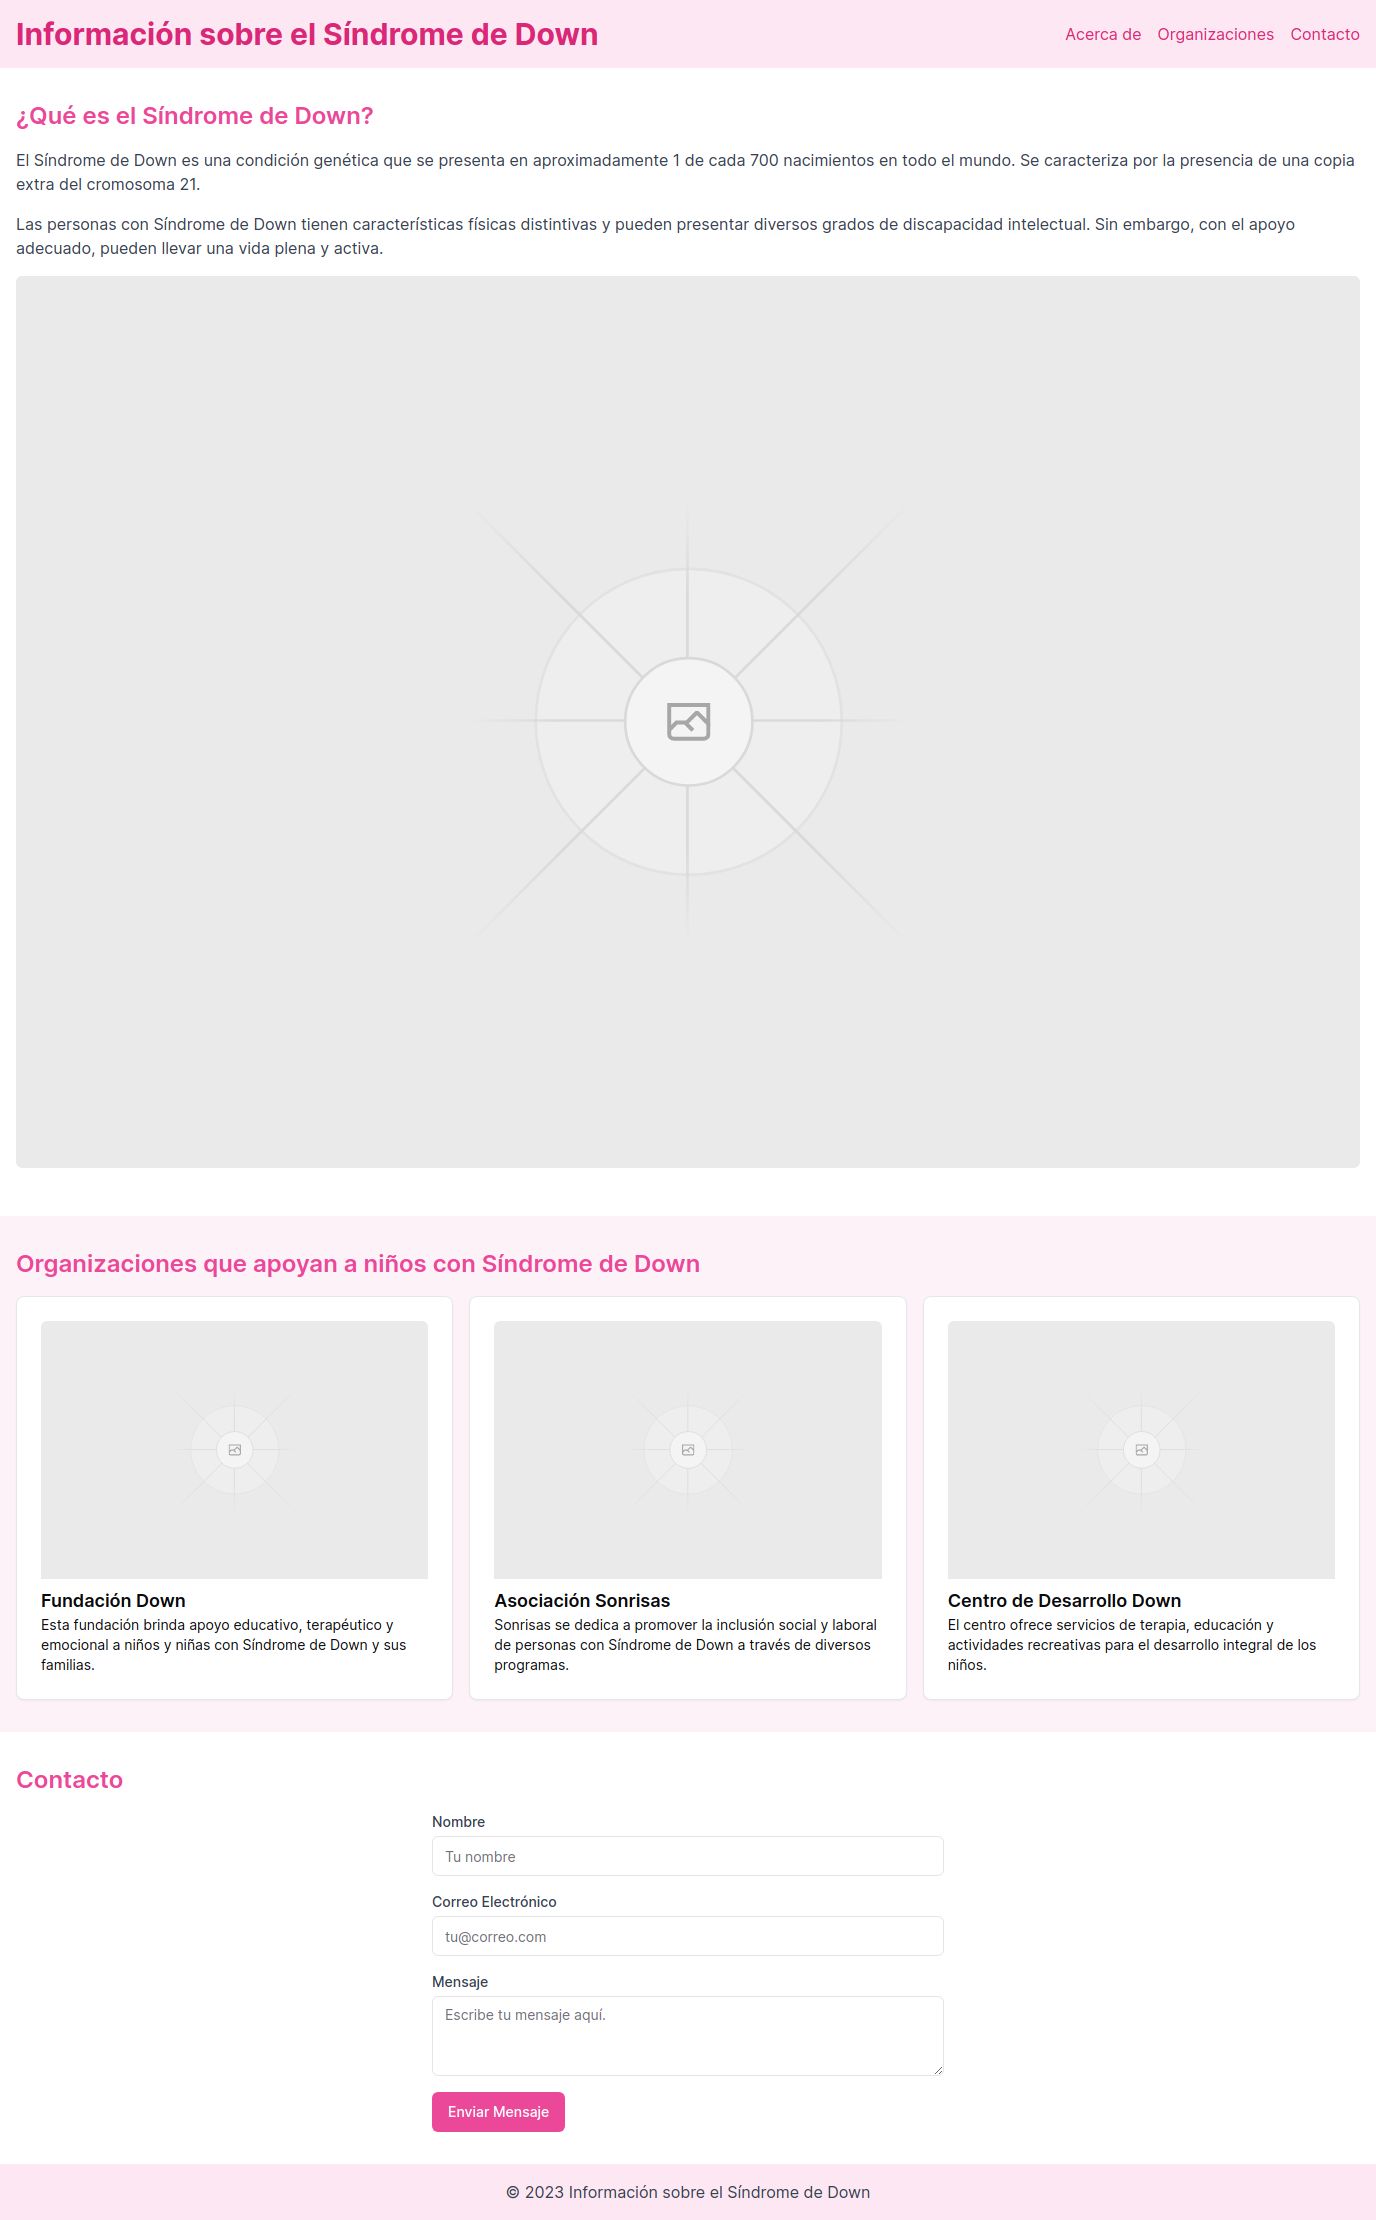 Información sobre el Síndrome de Down
Acerca de Organizaciones Contacto
¿Qué es el Síndrome de Down?
El Síndrome de Down es una condición genética que se presenta en aproximadamente 1 de cada 700 nacimientos en todo el mundo. Se caracteriza por la presencia de una copia
extra del cromosoma 21.
Las personas con Síndrome de Down tienen características físicas distintivas y pueden presentar diversos grados de discapacidad intelectual. Sin embargo, con el apoyo
adecuado, pueden llevar una vida plena y activa.
Organizaciones que apoyan a niños con Síndrome de Down
Fundación Down
Esta fundación brinda apoyo educativo, terapéutico y
emocional a niños y niñas con Síndrome de Down y sus
familias.
Asociación Sonrisas
Sonrisas se dedica a promover la inclusión social y laboral
de personas con Síndrome de Down a través de diversos
programas.
Centro de Desarrollo Down
El centro ofrece servicios de terapia, educación y
actividades recreativas para el desarrollo integral de los
niños.
Contacto
Nombre
Tu nombre
Correo Electrónico
tu@correo.com
Mensaje
Escribe tu mensaje aquí.
Enviar Mensaje
© 2023 Información sobre el Síndrome de Down